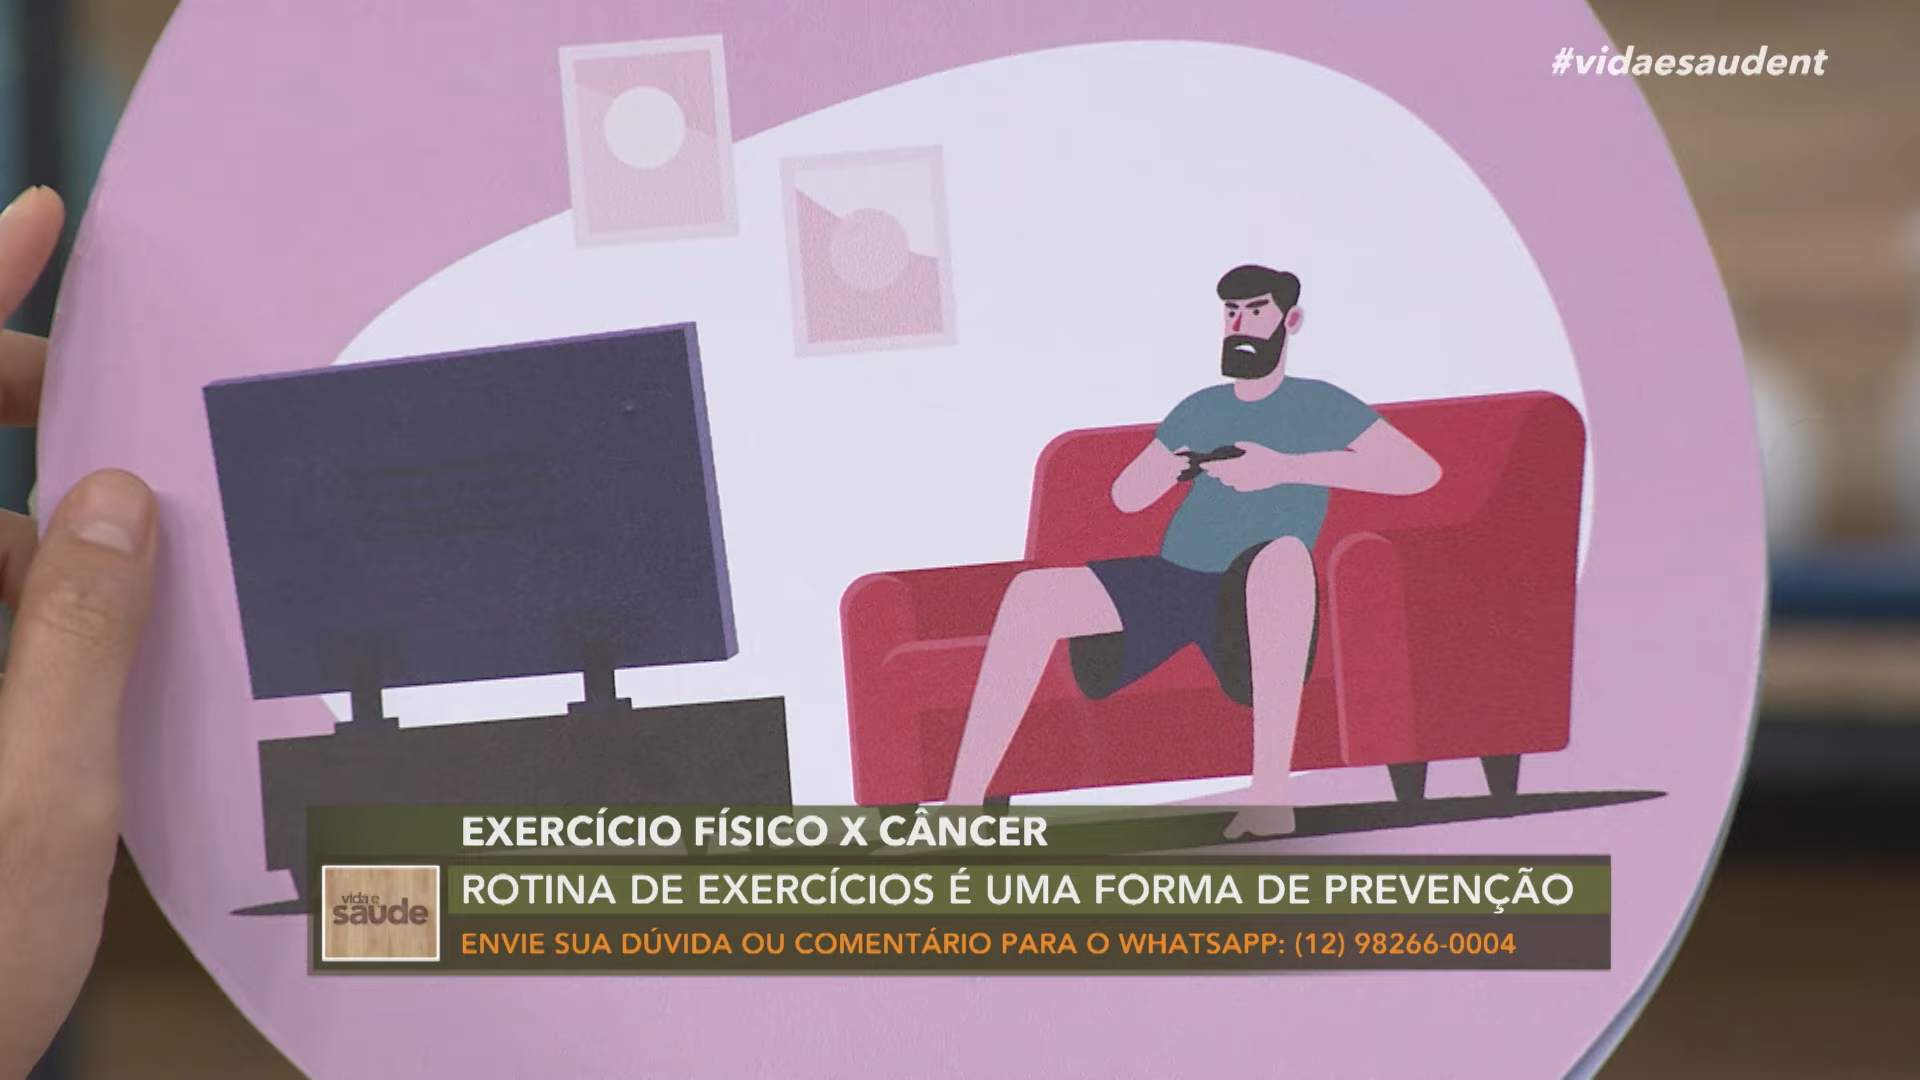 #vidaesaudent
EXERCÍCIO FÍSICO X CÂNCER
vida e
saúde
ROTINA DE EXERCÍCIOS É UMA FORMA DE PREVENÇÃO
ENVIE SUA DÚVIDA OU COMENTÁRIO PARA O WHATSAPP: (12) 98266-0004